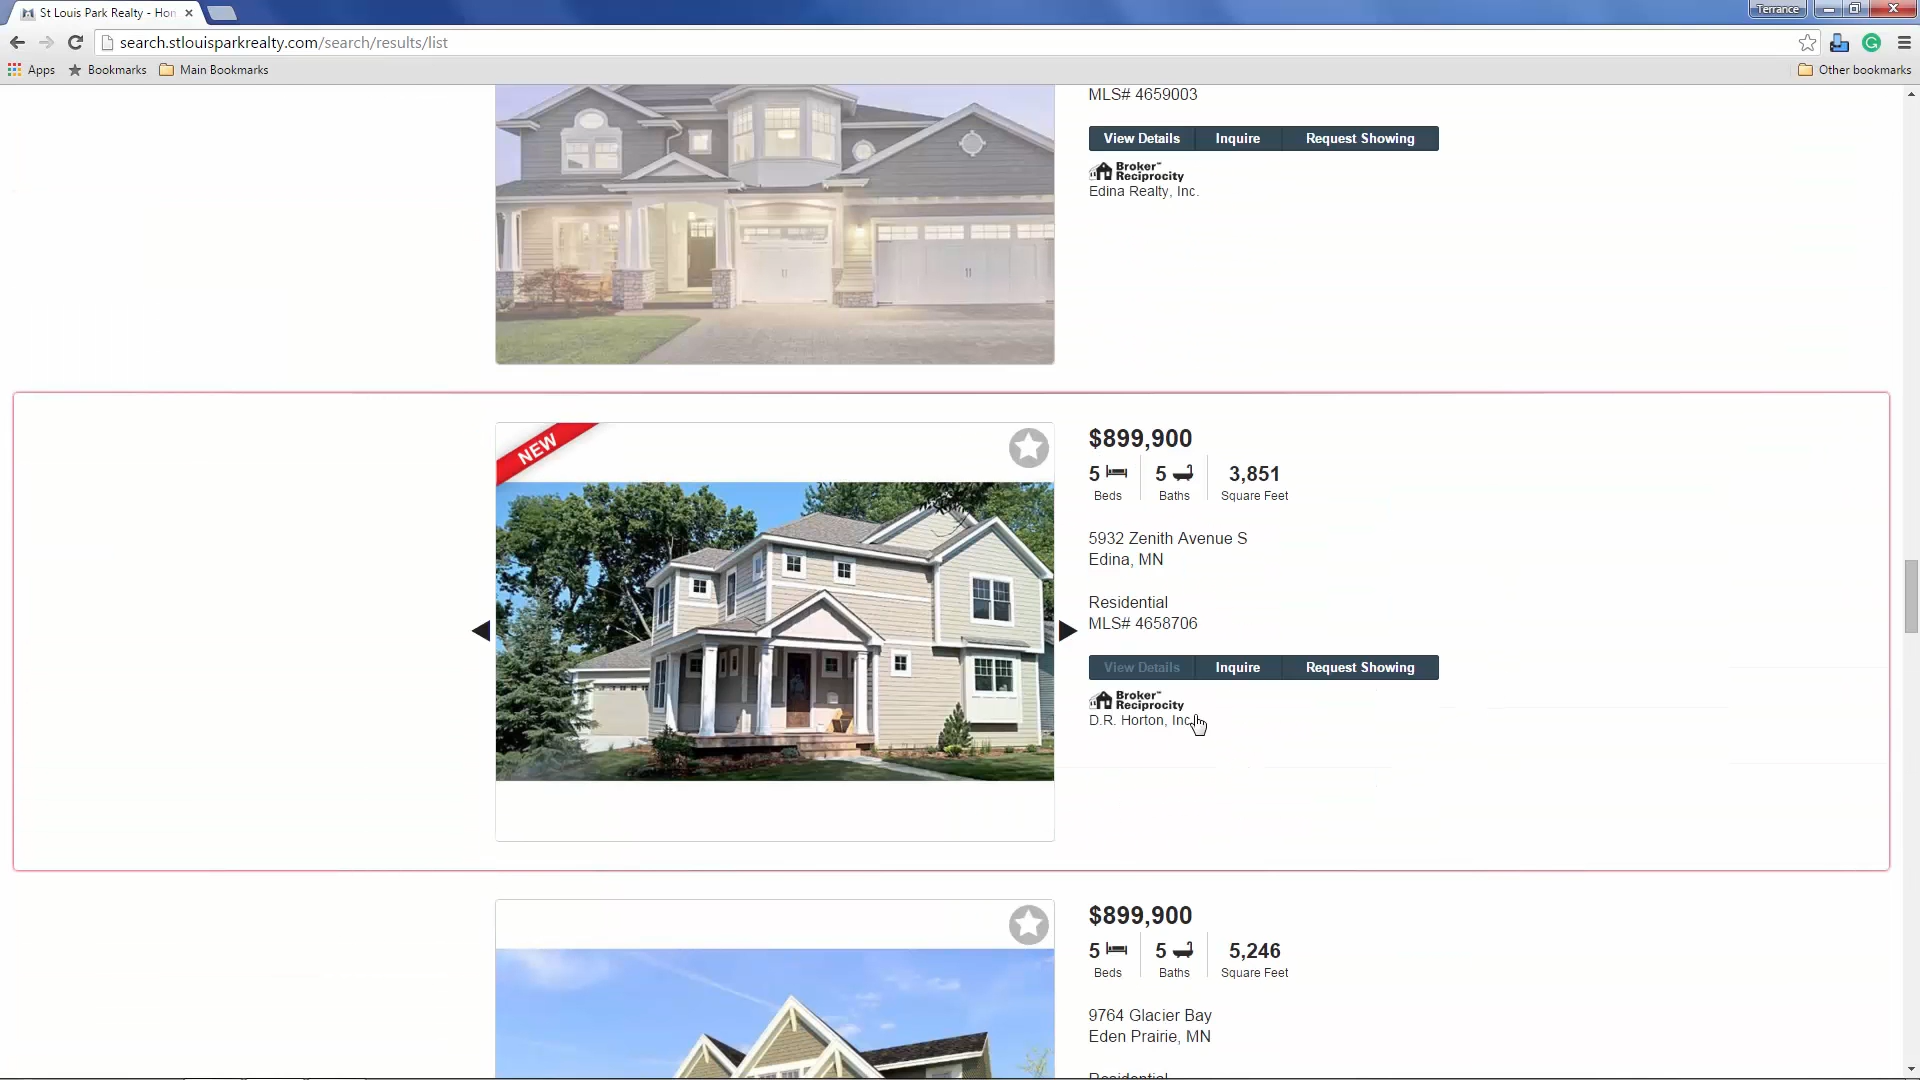 St Louis Park Realty - Hon
Terrance
search.stlouisparkrealty.com/search/results/list
Apps
Bookmarks
Main Bookmarks
Other bookmarks
MLS# 4659003
View Details
Inquire
Request Showing
Broker™
Reciprocity
Edina Realty, Inc.
NEW
$899,900
5
5
3,851
Beds
Baths
Square Feet
5932 Zenith Avenue S
Edina, MN
Residential
MLS# 4658706
View Details
Inquire
Request Showing
Broker™
Reciprocity
D.R. Horton, Inc
$899,900
5
5
5,246
Beds
Baths
Square Feet
9764 Glacier Bay
Eden Prairie, MN
Residential